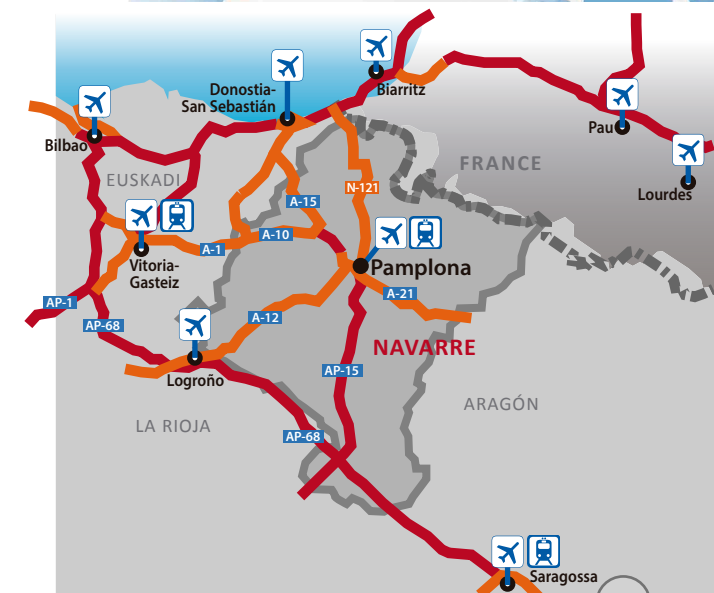 Donostia-
San Sebastián
Biarritz
Bilbao
Pau
FRANCE
EUSKADI
Lourdes
A-15
N-121
A-10
A-1
Vitoria-
Gasteiz
Pamplona
A-21
AP-1
AP-68
A-12
NAVARRE
Logroño
AP-15
ARAGÓN
LA RIOJA
AP-68
Saragossa